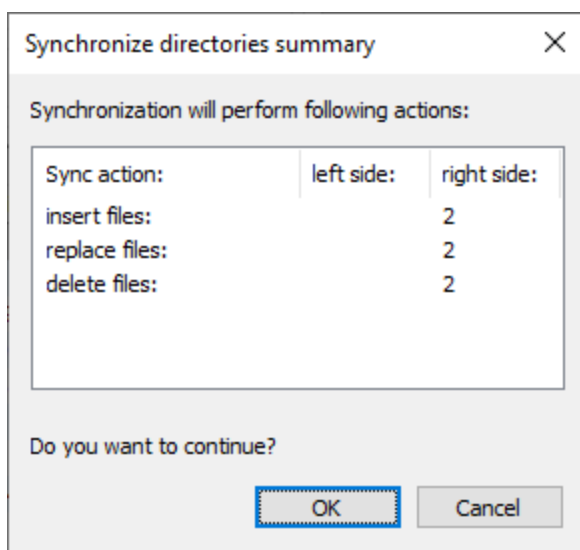 Synchronize directories summary
Synchronization will perform following actions:
Sync action: left side: right side:
insert files: 2
replace files: 2
delete files: 2
Do you want to continue?
OK Cancel